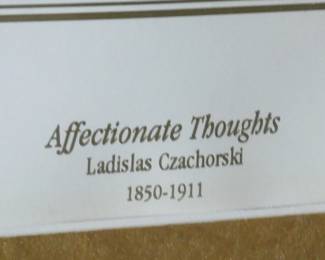 Affectionate Thoughts
Ladislas Czachorski
1850-1911